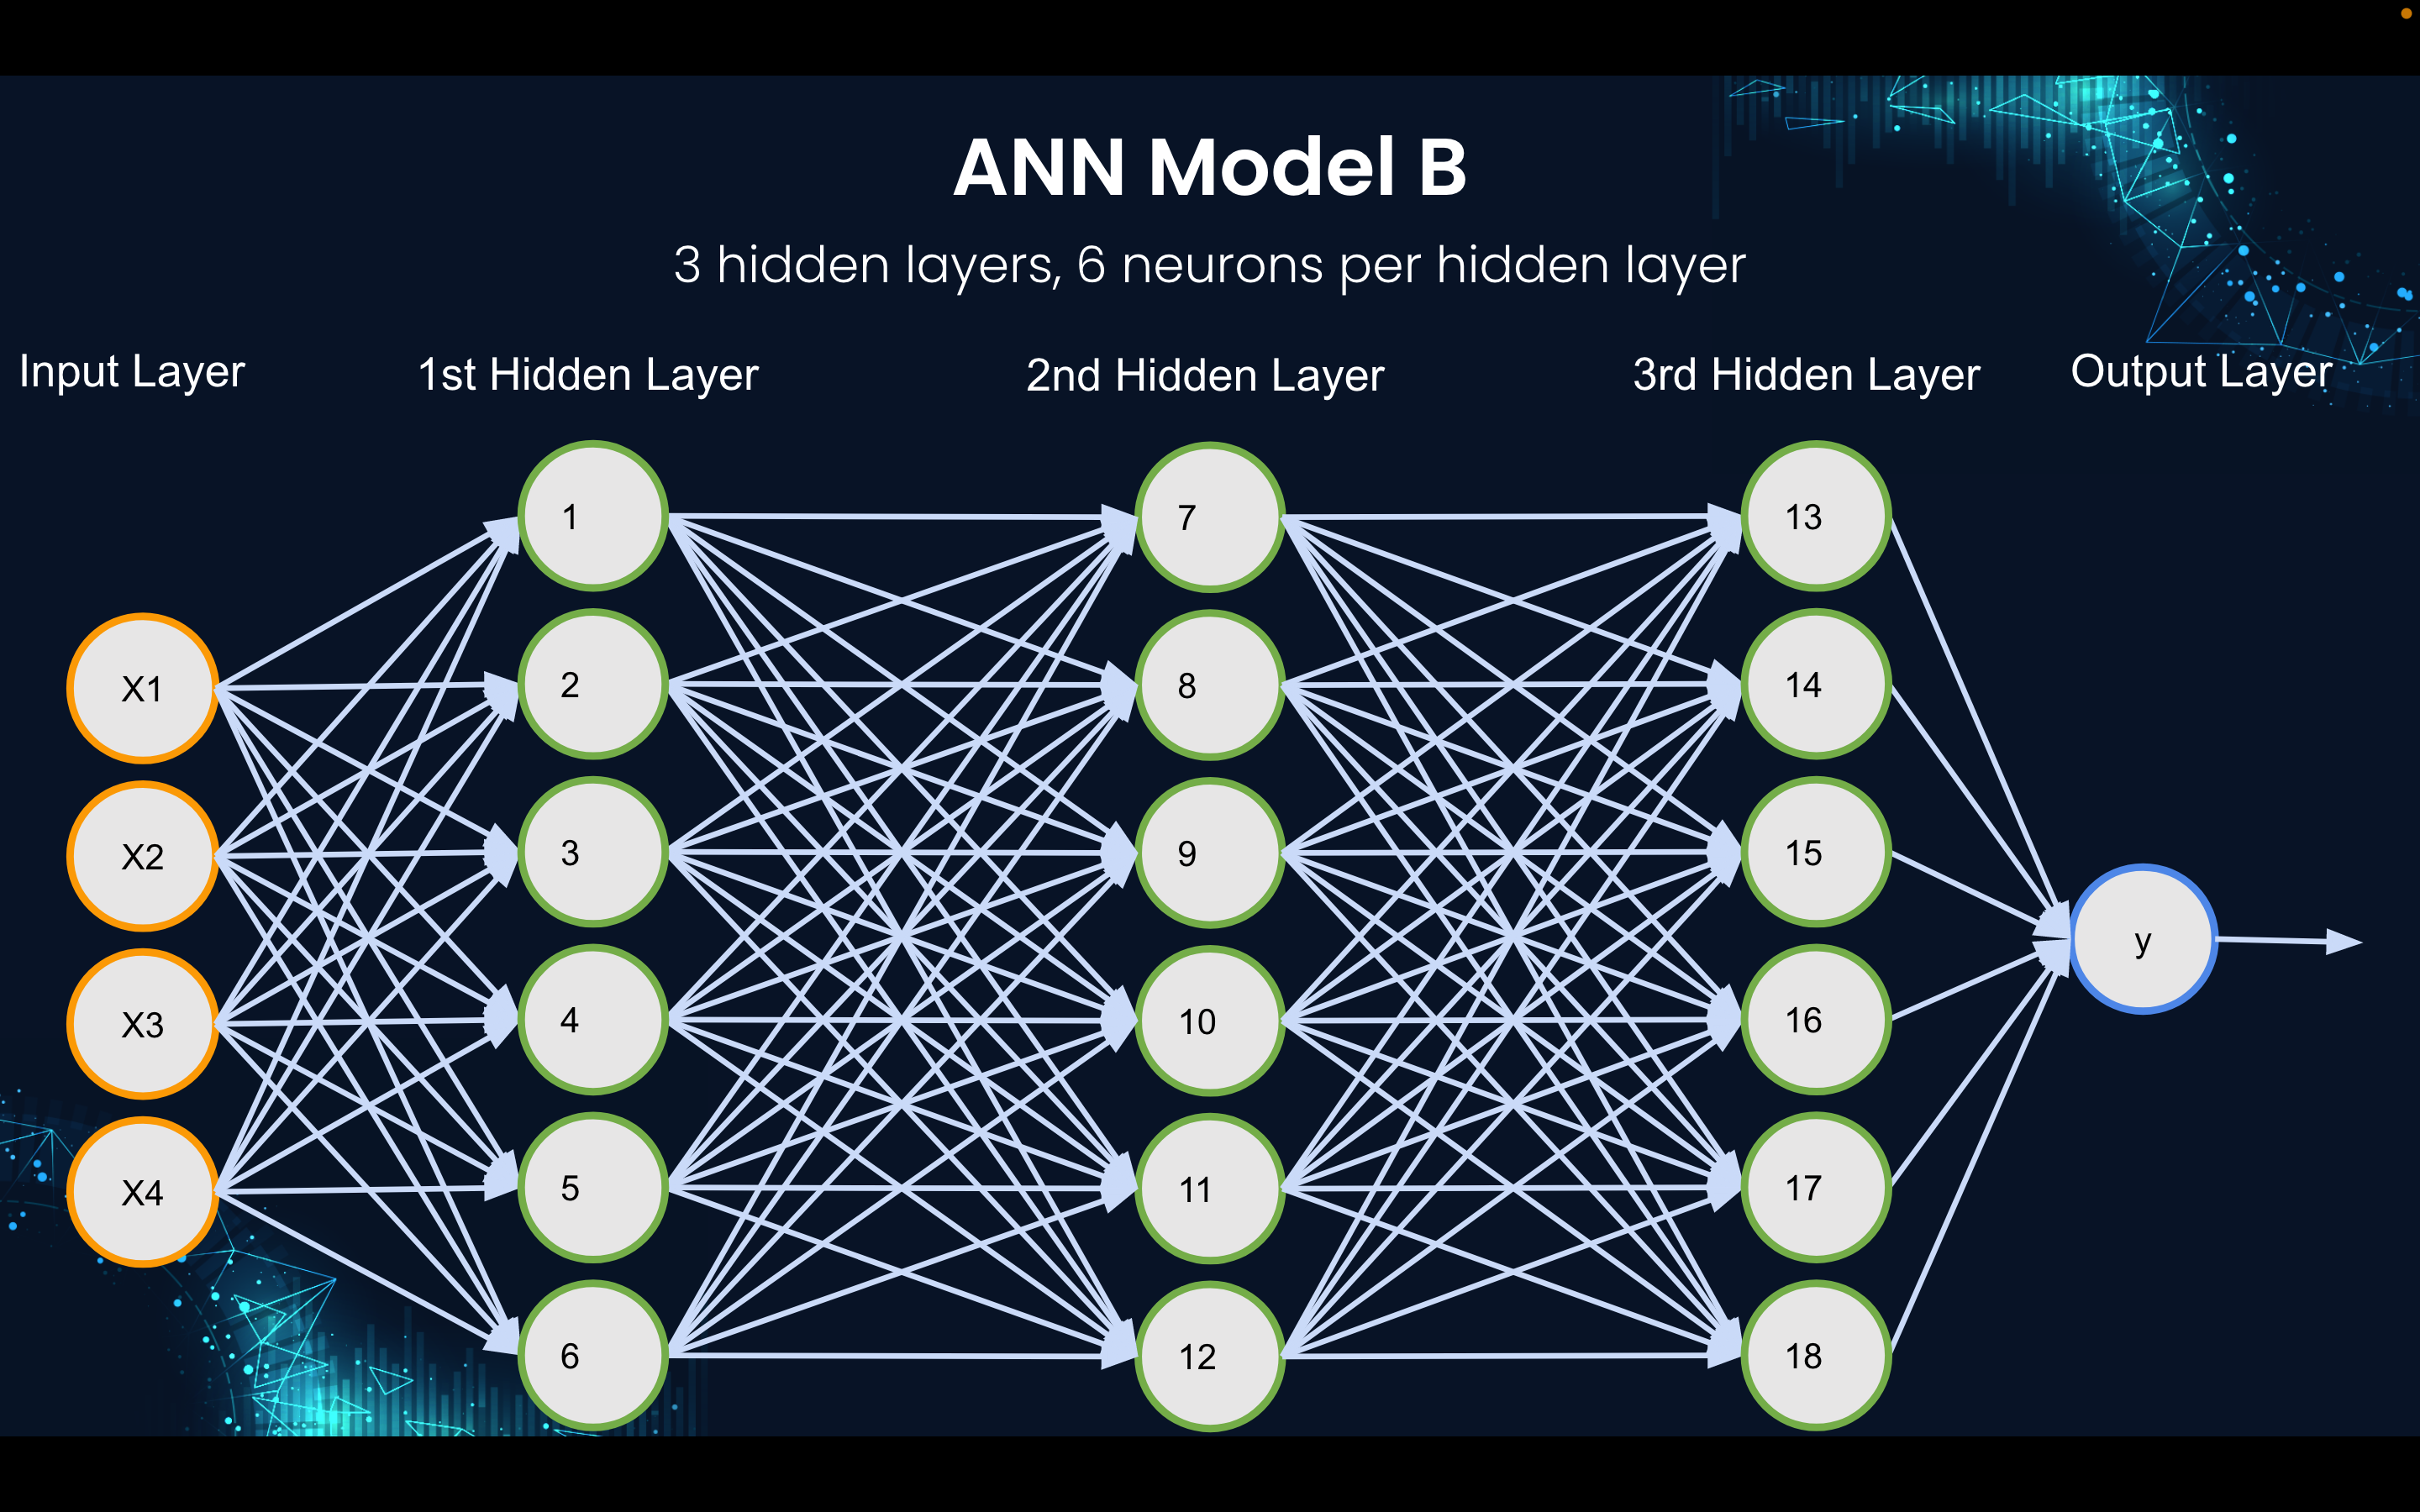 ANN Model B
3 hidden layers, 6 neurons per hidden layer
Input Layer
1st Hidden Layer
2nd Hidden Layer
3rd Hidden Layer
Output Layer
X1
X2
X3
X4
1
2
3
4
5
6
7
8
9
10
11
12
13
14
15
16
17
18
y